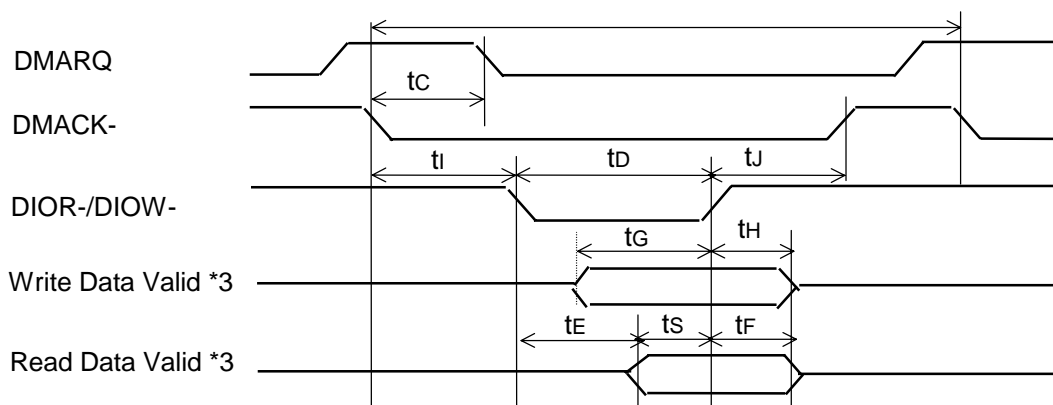 DMARQ
tC
DMACK-
tI tD tJ
DIOR-/DIOW-
tG tH
Write Data Valid *3
tE tS tF
Read Data Valid *3